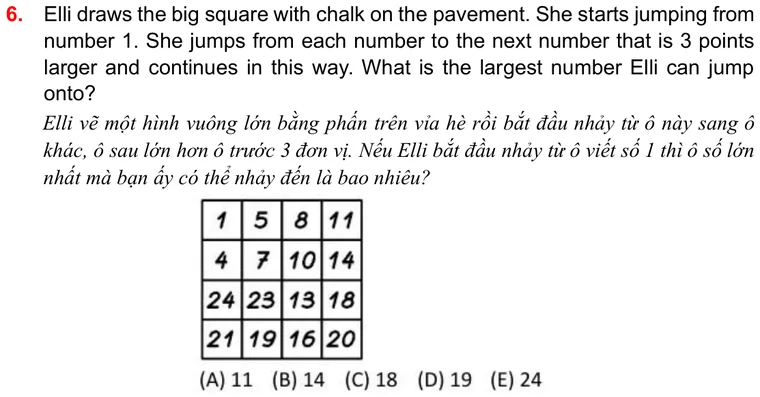 6. Elli draws the big square with chalk on the pavement. She starts jumping from
number 1. She jumps from each number to the next number that is 3 points
larger and continues in this way. What is the largest number Elli can jump
onto?
Elli vẽ một hình vuông lớn bằng phấn trên vỉa hè rồi bắt đầu nhảy từ ô này sang ô
khác, ô sau lớn hơn ô trước 3 đơn vị. Nếu Elli bắt đầu nhảy từ ô viết số 1 thì ô số lớn
nhất mà bạn ấy có thể nhảy đến là bao nhiêu?
1 5 8 11
4 7 10 14
24 23 13 18
21 19 16 20
(A) 11 (B) 14 (C) 18 (D) 19 (E) 24